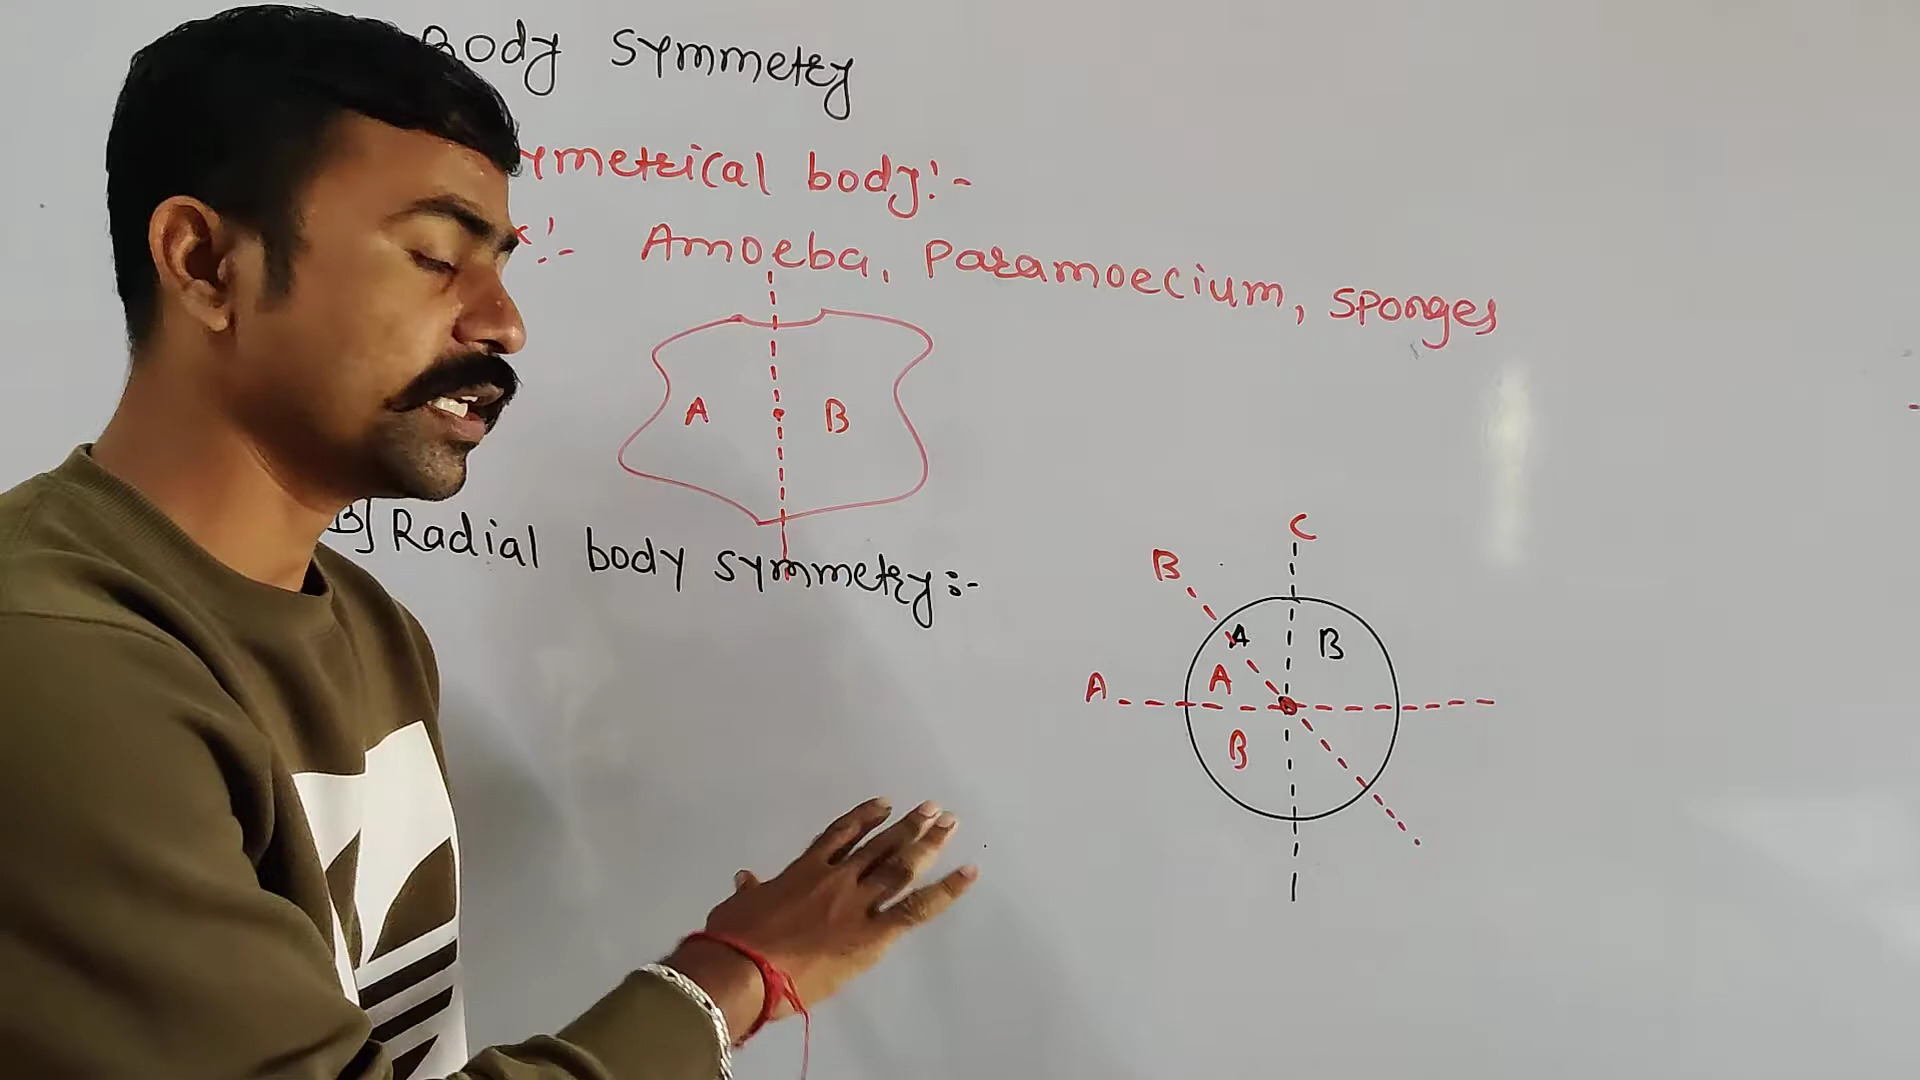 Body symmetry
ymetrical body:-
x:- Amoeba, Paramoecium, Sponges
A B
B] Radial body symmetry:-
C
B
A B
A A
B